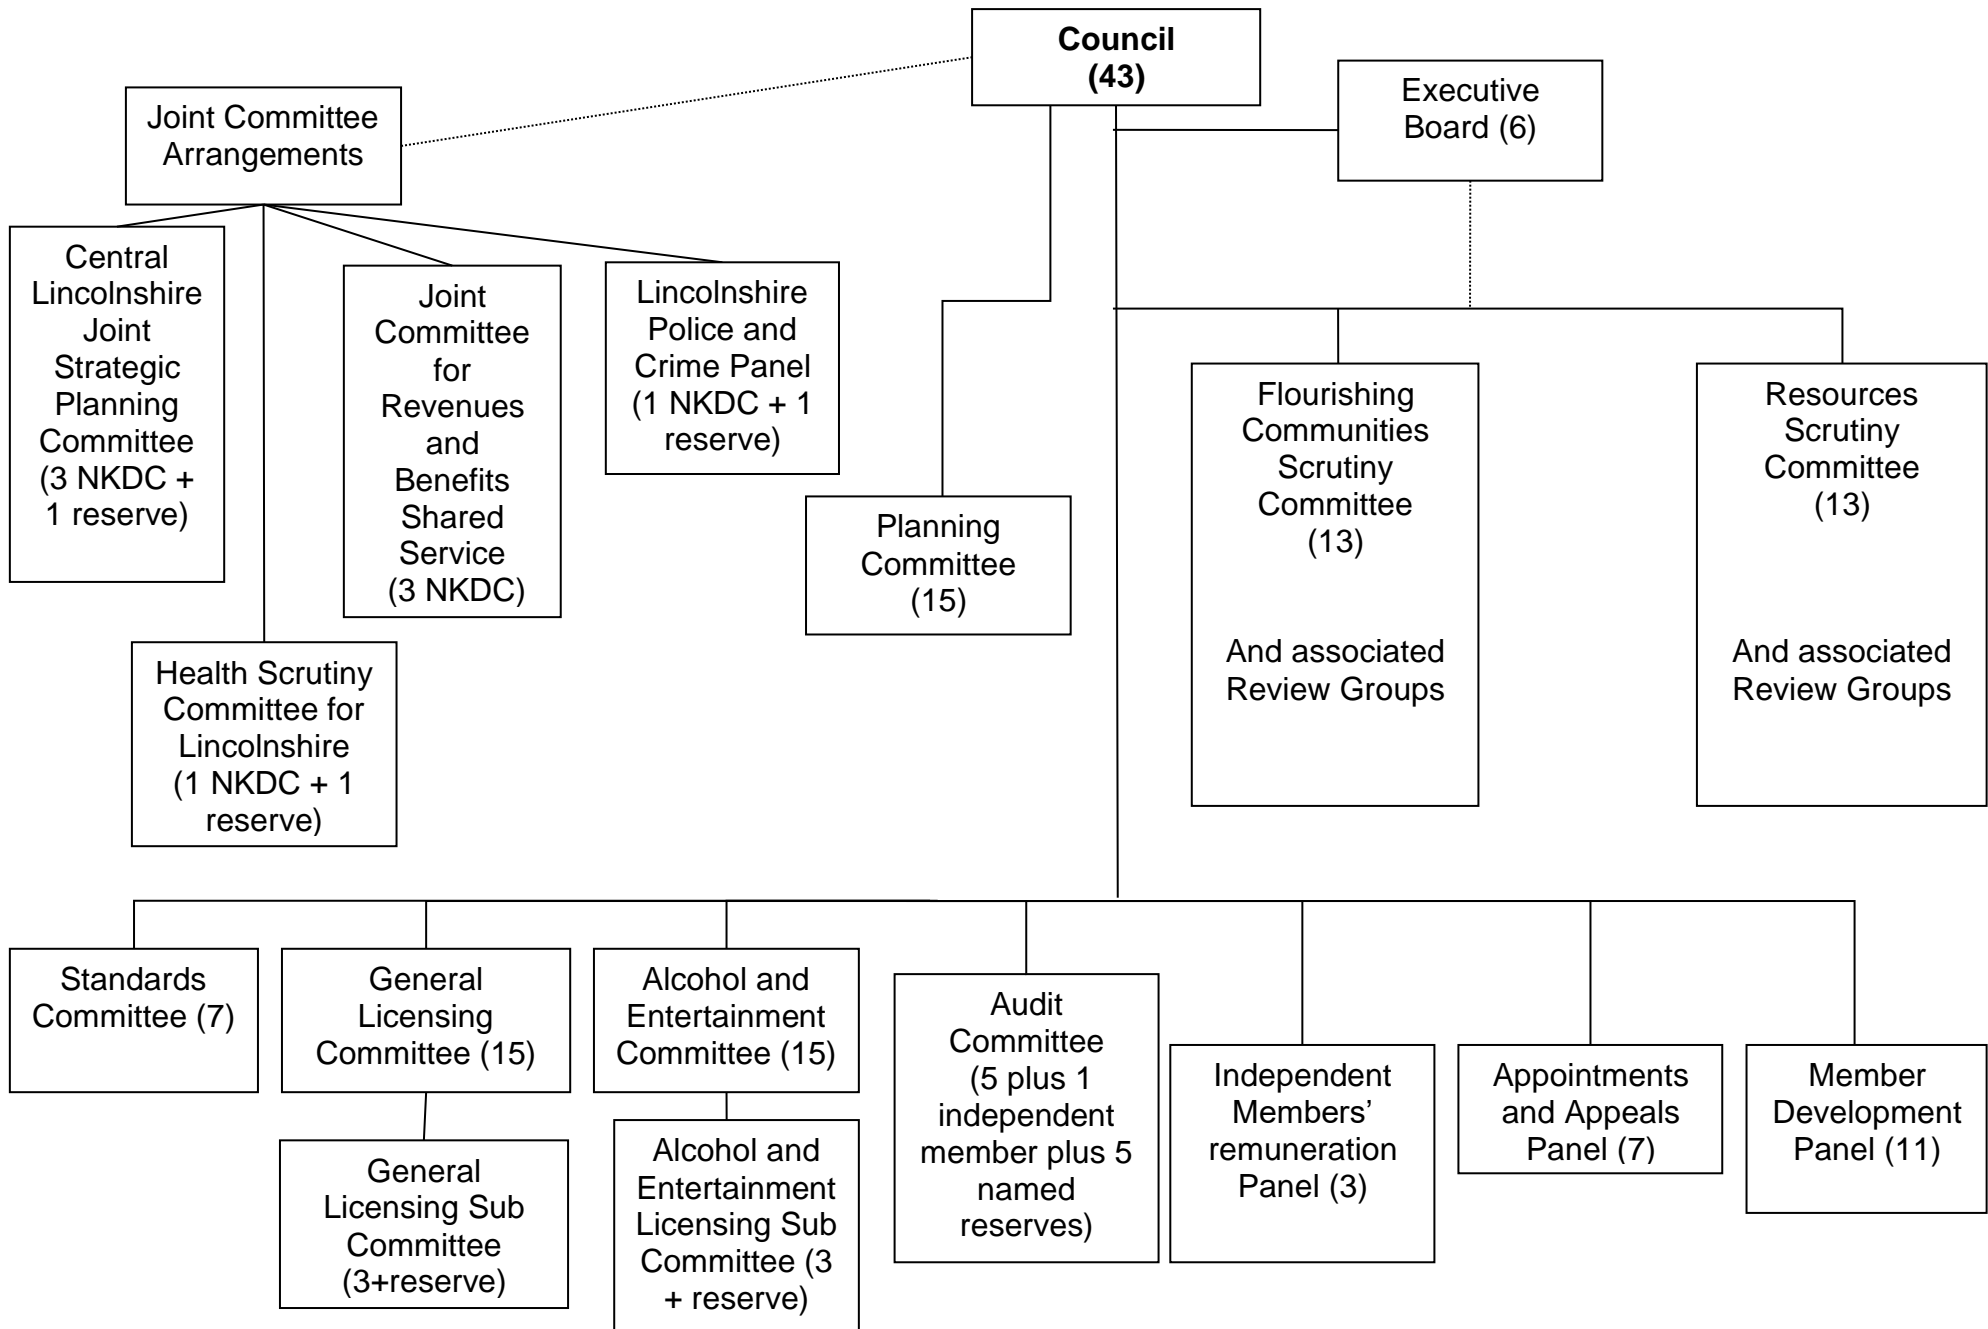 Council
(43)
Executive
Board (6)
Joint Committee
Arrangements
Central
Lincolnshire
Joint
Strategic
Planning
Committee
(3 NKDC +
1 reserve)
Joint
Committee
for
Revenues
and
Benefits
Shared
Service
(3 NKDC)
Lincolnshire
Police and
Crime Panel
(1 NKDC + 1
reserve)
Health Scrutiny
Committee for
Lincolnshire
(1 NKDC + 1
reserve)
Planning
Committee
(15)
Flourishing
Communities
Scrutiny
Committee
(13)
And associated
Review Groups
Resources
Scrutiny
Committee
(13)
And associated
Review Groups
Standards
Committee (7)
General
Licensing
Committee (15)
General
Licensing Sub
Committee
(3+reserve)
Alcohol and
Entertainment
Committee (15)
Alcohol and
Entertainment
Licensing Sub
Committee (3
+ reserve)
Audit
Committee
(5 plus 1
independent
member plus 5
named
reserves)
Independent
Members’
remuneration
Panel (3)
Appointments
and Appeals
Panel (7)
Member
Development
Panel (11)